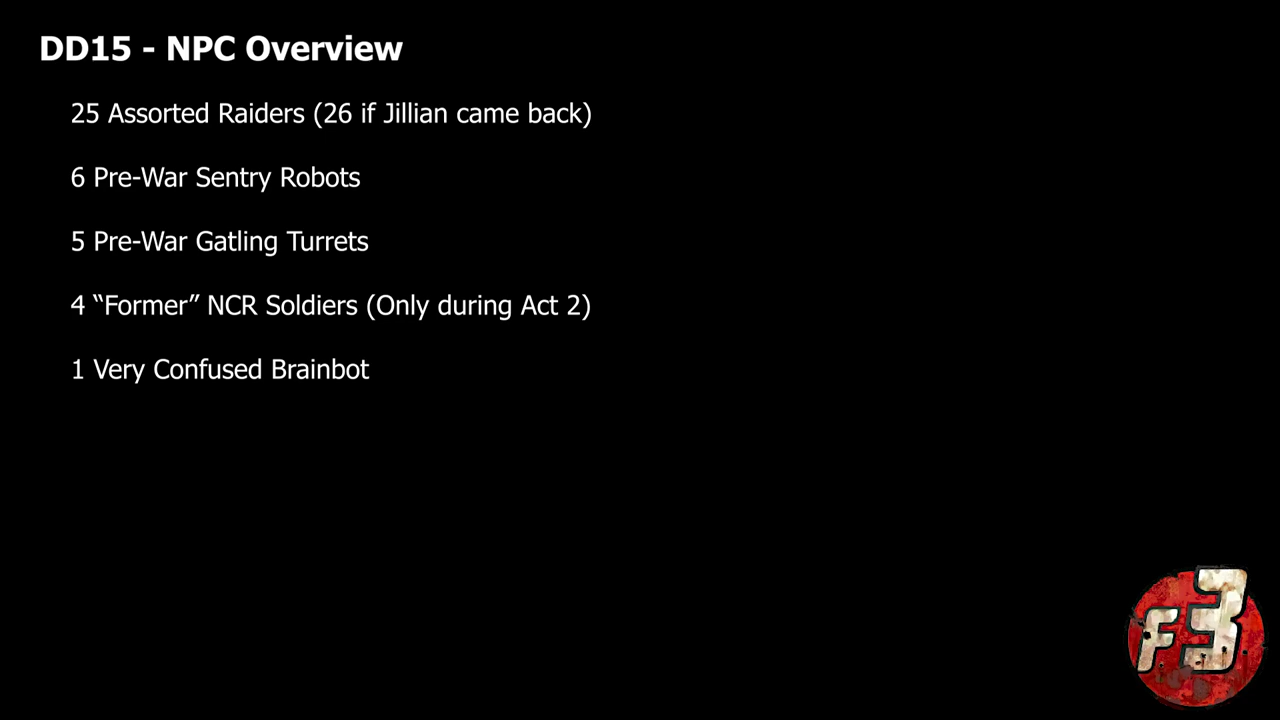 DD15 - NPC Overview
25 Assorted Raiders (26 if Jillian came back)
6 Pre-War Sentry Robots
5 Pre-War Gatling Turrets
4 “Former” NCR Soldiers (Only during Act 2)
1 Very Confused Brainbot
F3